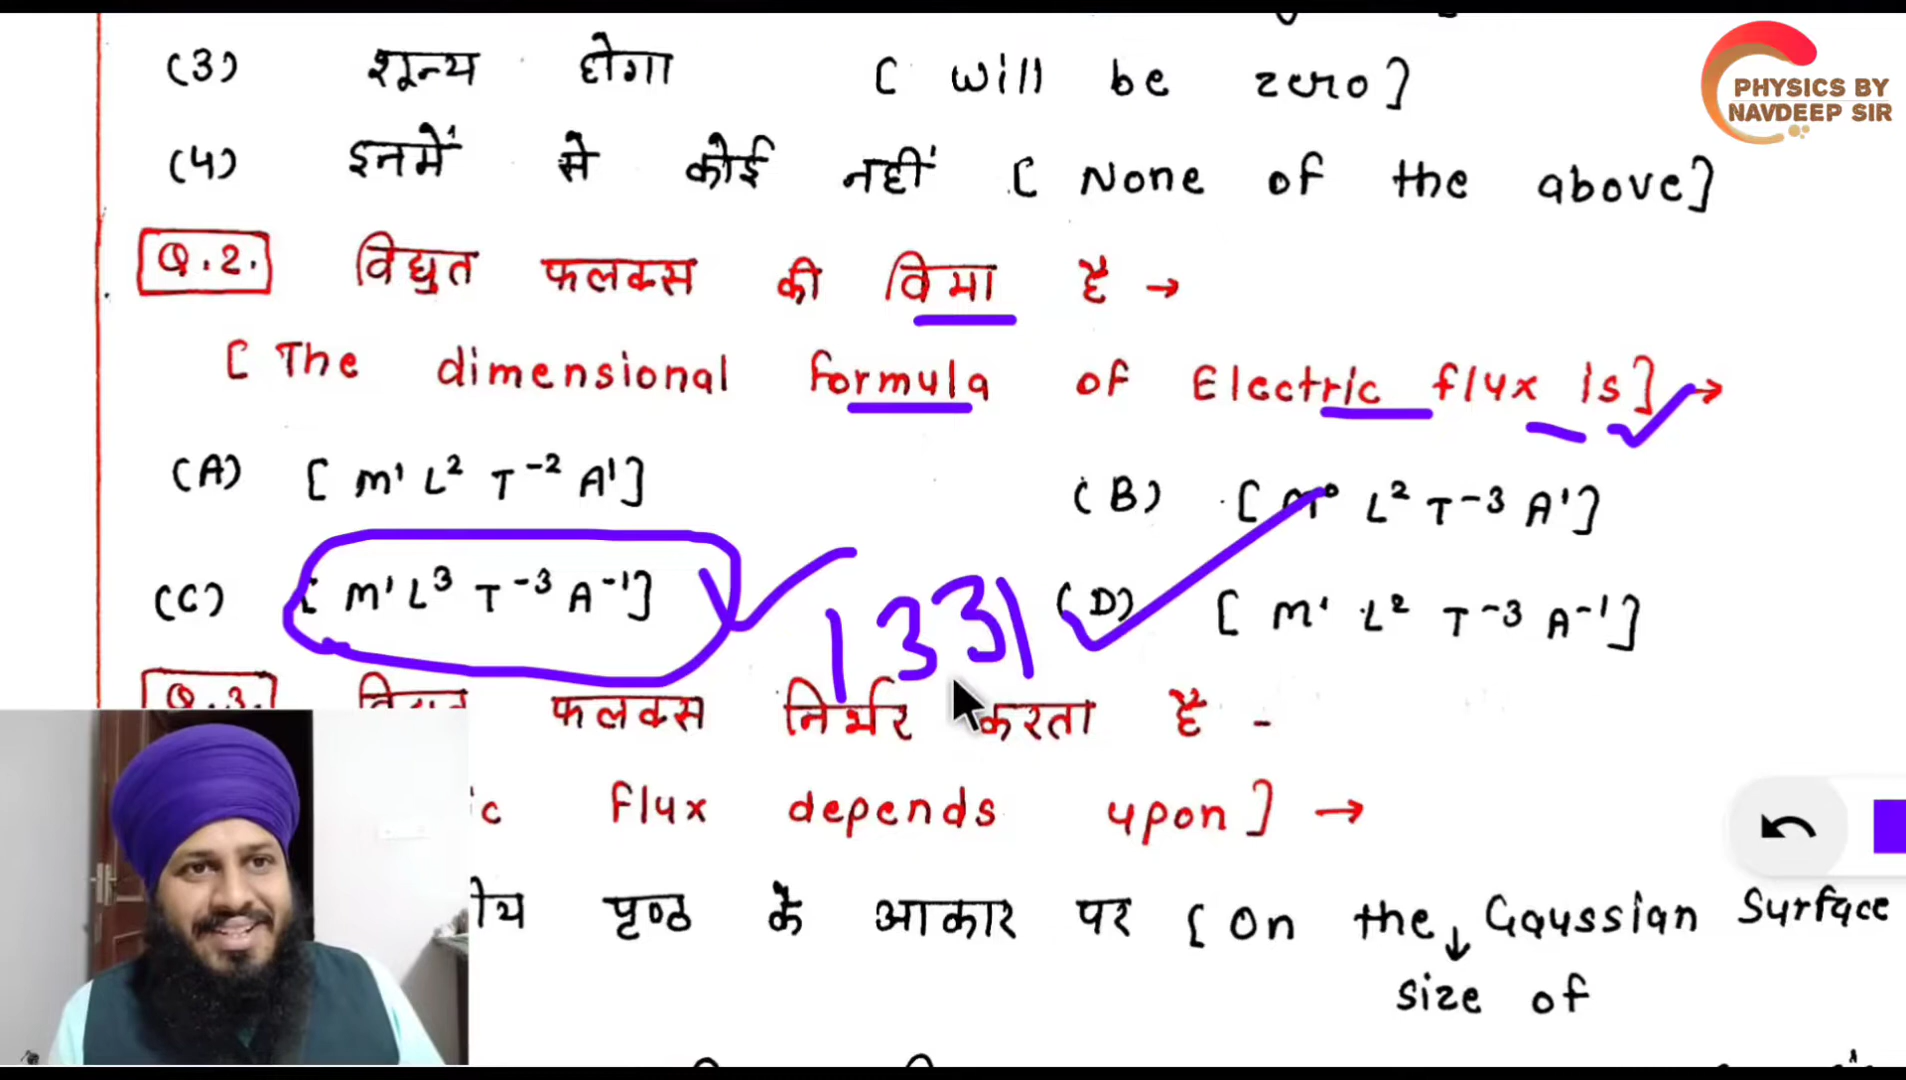 (3) शून्य होगा [ will be zero]
PHYSICS BY
NAVDEEP SIR
(4) इनमें से कोई नहीं [ None of the above]
Q.2. विद्युत फलक्स की विमा है →
[ The dimensional formula of Electric flux is] →
(A) [ M¹ L² T⁻² A¹]
(B) [ M⁰ L² T⁻³ A¹]
(C) [ M¹ L³ T⁻³ A⁻¹]
1331
(D) [ M¹ L² T⁻³ A⁻¹]
Q.3. विद्युत फलक्स निर्भर करता है -
ic flux depends upon] →
ीय पृष्ठ के आकार पर [ On the ↓ Gaussian Surface
size of